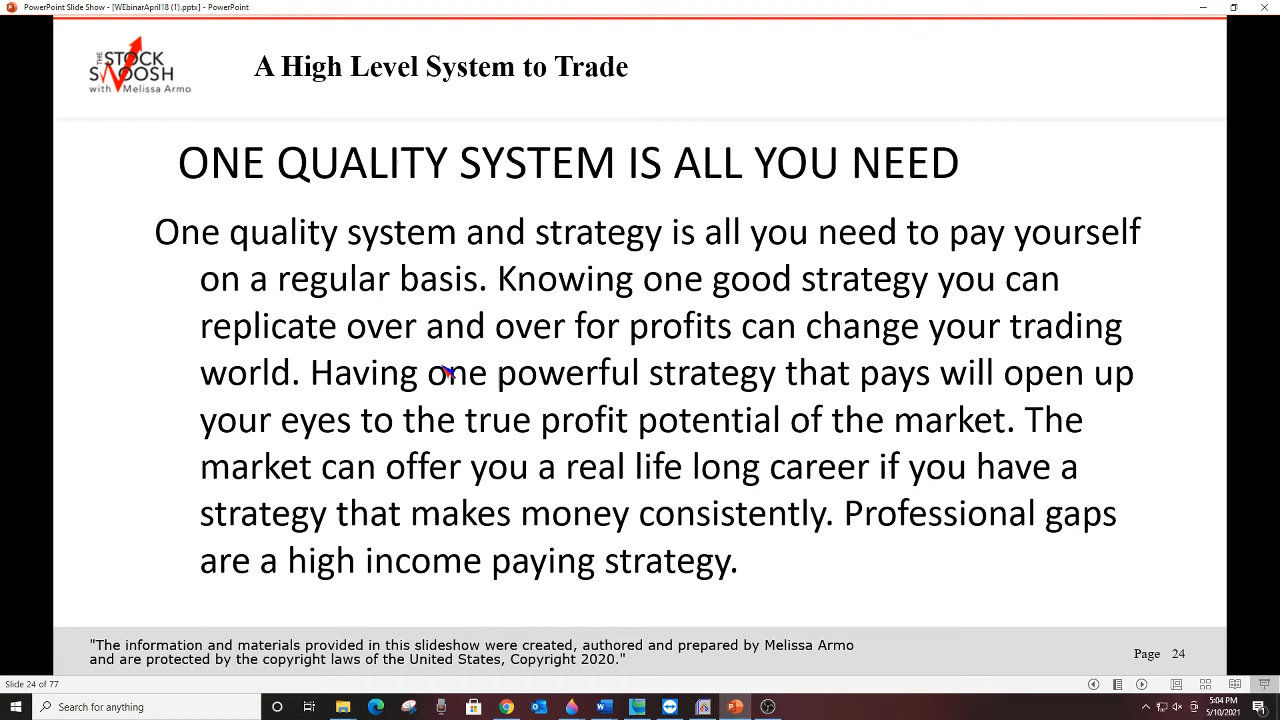 PowerPoint Slide Show - [WEbinarApril18 (1).pptx] - PowerPoint
THE
STOCK
SWOOSH
with Melissa Armo
A High Level System to Trade
ONE QUALITY SYSTEM IS ALL YOU NEED
One quality system and strategy is all you need to pay yourself
on a regular basis. Knowing one good strategy you can
replicate over and over for profits can change your trading
world. Having one powerful strategy that pays will open up
your eyes to the true profit potential of the market. The
market can offer you a real life long career if you have a
strategy that makes money consistently. Professional gaps
are a high income paying strategy.
"The information and materials provided in this slideshow were created, authored and prepared by Melissa Armo
and are protected by the copyright laws of the United States, Copyright 2020."
Page 24
Slide 24 of 77
Search for anything
5:04 PM
5/10/2021